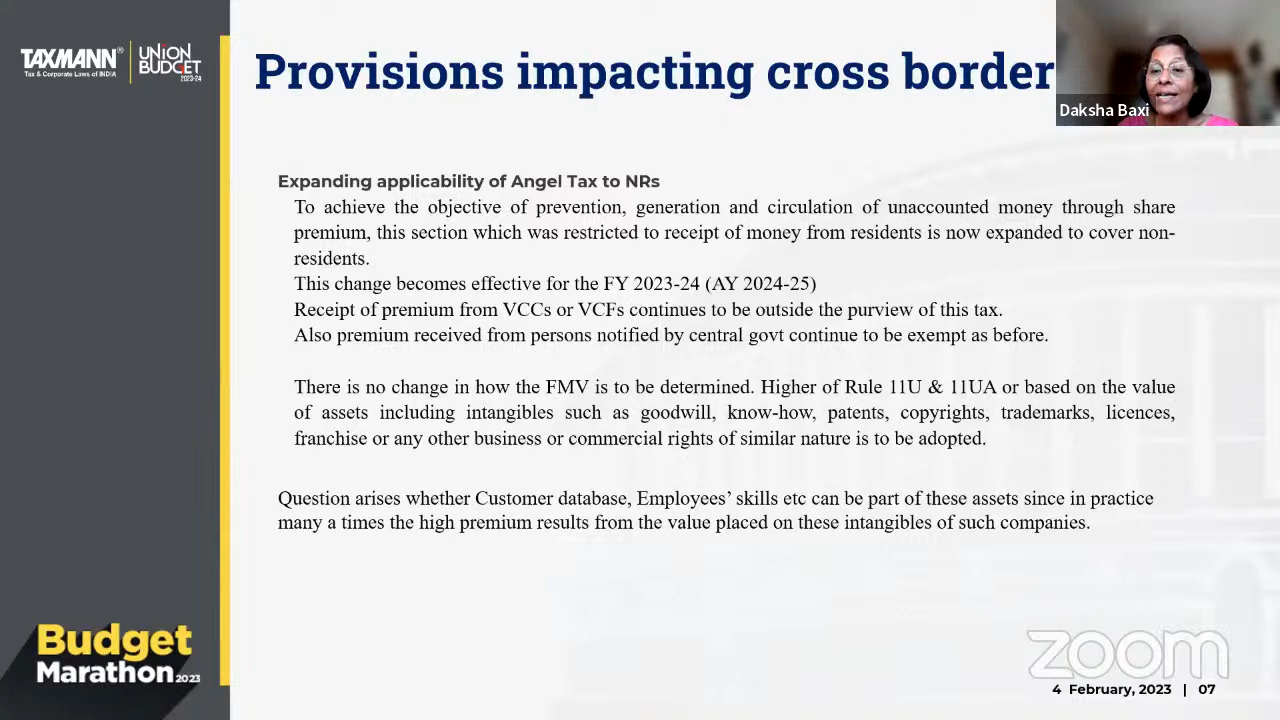 TAXMANN®
Tax & Corporate Laws of INDIA
UNION
BUDGET
2023-24
Provisions impacting cross border
Daksha Baxi
Expanding applicability of Angel Tax to NRs
To achieve the objective of prevention, generation and circulation of unaccounted money through share
premium, this section which was restricted to receipt of money from residents is now expanded to cover non-
residents.
This change becomes effective for the FY 2023-24 (AY 2024-25)
Receipt of premium from VCCs or VCFs continues to be outside the purview of this tax.
Also premium received from persons notified by central govt continue to be exempt as before.
There is no change in how the FMV is to be determined. Higher of Rule 11U & 11UA or based on the value
of assets including intangibles such as goodwill, know-how, patents, copyrights, trademarks, licences,
franchise or any other business or commercial rights of similar nature is to be adopted.
Question arises whether Customer database, Employees’ skills etc can be part of these assets since in practice
many a times the high premium results from the value placed on these intangibles of such companies.
Budget
Marathon 2023
zoom
4 February, 2023 | 07